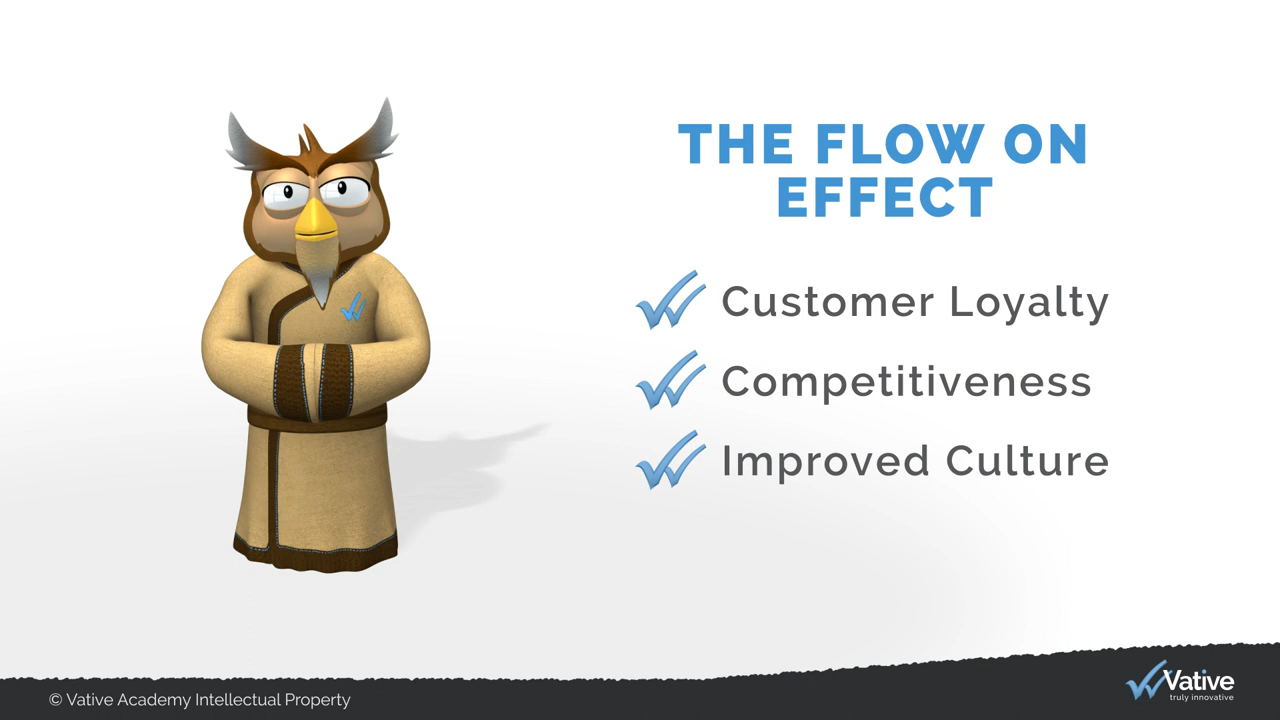 THE FLOW ON
EFFECT
Customer Loyalty
Competitiveness
Improved Culture
© Vative Academy Intellectual Property
Vative
truly innovative